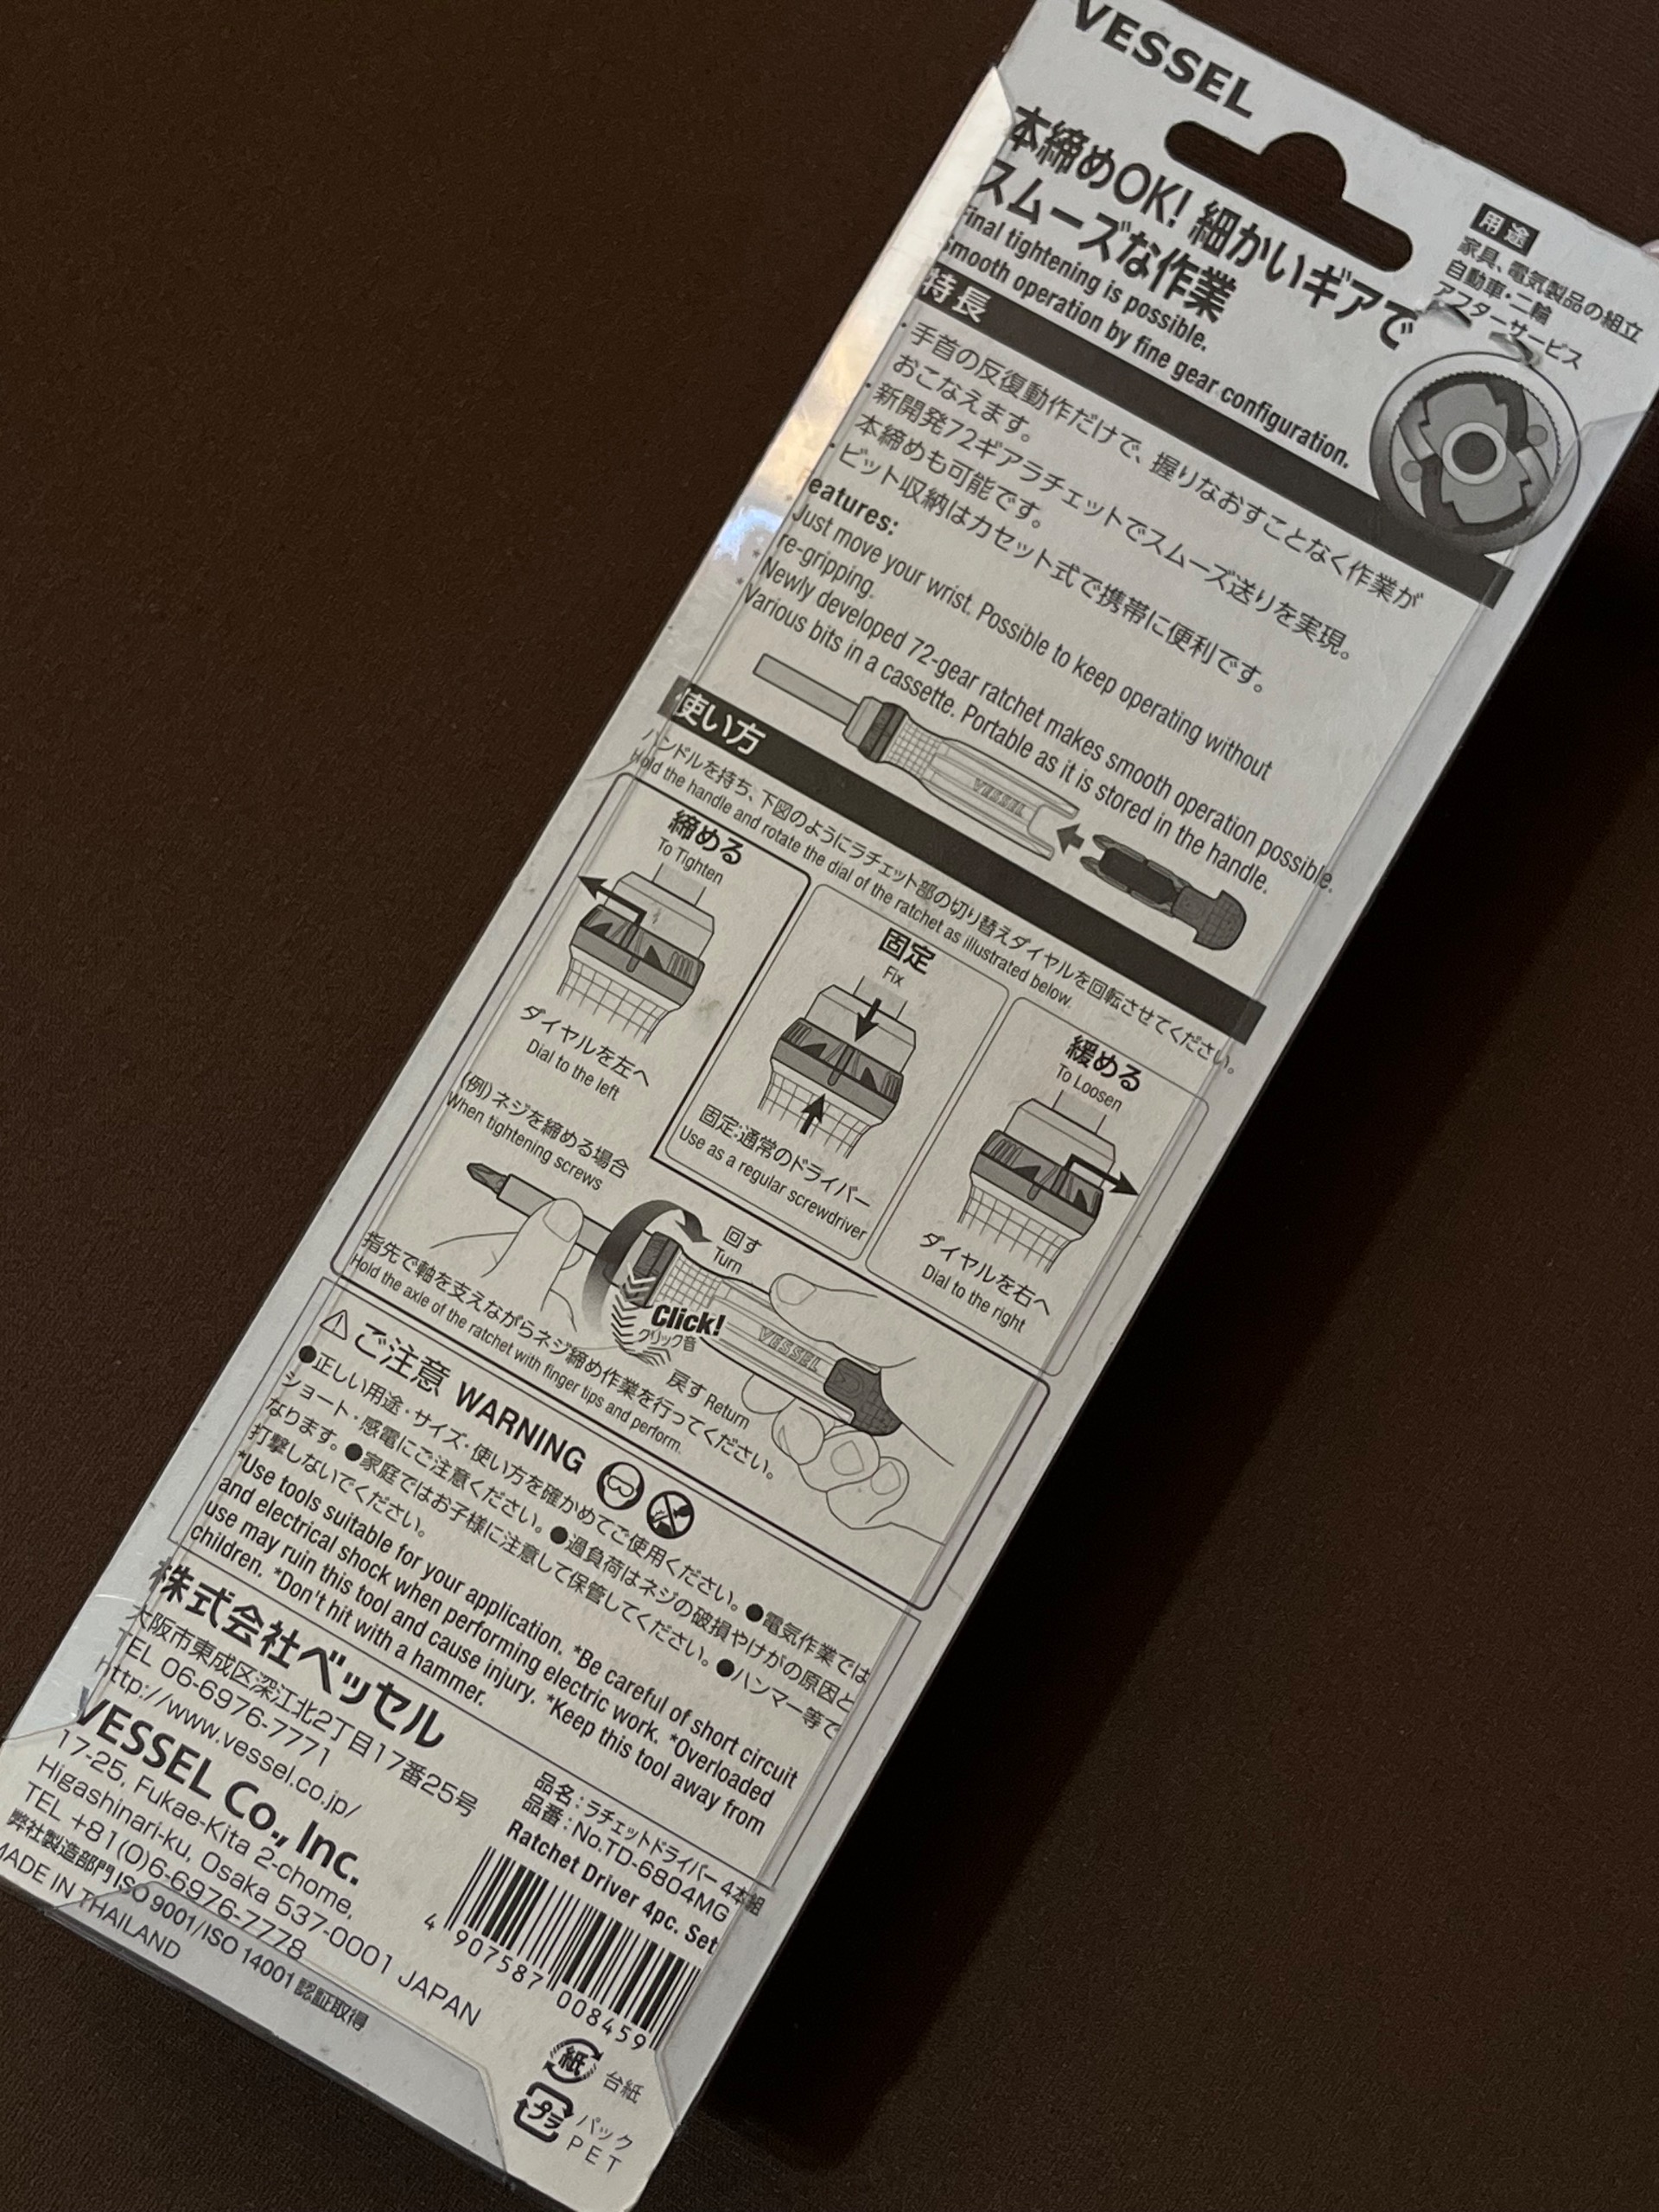 VESSEL
本締めOK! 細かいギアで
スムーズな作業
Final tightening is possible.
Smooth operation by fine gear configuration.
用途
家具、電気製品の組立
自動車・二輪
アフターサービス
特長
・手首の反復動作だけで、握りなおすことなく作業が
おこなえます。
・新開発72ギアラチェットでスムーズ送りを実現。
本締めも可能です。
・ビット収納はカセット式で携帯に便利です。
eatures:
Just move your wrist. Possible to keep operating without
re-gripping.
Newly developed 72-gear ratchet makes smooth operation possible.
Various bits in a cassette. Portable as it is stored in the handle.
VESSEL
使い方
ハンドルを持ち、下図のようにラチェット部の切り替えダイヤルを回転させてください。
Hold the handle and rotate the dial of the ratchet as illustrated below.
締める
To Tighten
ダイヤルを左へ
Dial to the left
固定
Fix
固定:通常のドライバー
Use as a regular screwdriver
緩める
To Loosen
ダイヤルを右へ
Dial to the right
(例)ネジを締める場合
When tightening screws
回す
Turn
Click!
クリック音
VESSEL
戻す Return
指先で軸を支えながらネジ締め作業を行ってください。
Hold the axle of the ratchet with finger tips and perform.
⚠ ご注意 WARNING
●正しい用途・サイズ・使い方を確かめてご使用ください。●電気作業では
ショート・感電にご注意ください。●過負荷はネジの破損やけがの原因と
なります。●家庭ではお子様に注意して保管してください。●ハンマー等で
打撃しないでください。
*Use tools suitable for your application. *Be careful of short circuit
and electrical shock when performing electric work. *Overloaded
use may ruin this tool and cause injury. *Keep this tool away from
children. *Don't hit with a hammer.
株式会社ベッセル
大阪市東成区深江北2丁目17番25号
TEL 06-6976-7771
http://www.vessel.co.jp/
VESSEL Co., Inc.
17-25, Fukae-Kita 2-chome,
Higashinari-ku, Osaka 537-0001 JAPAN
TEL +81(0)6-6976-7778
弊社製造部門 ISO 9001/ISO 14001 認証取得
MADE IN THAILAND
品名:ラチェットドライバー 4本組
品番:No.TD-6804MG
Ratchet Driver 4pc. Set
4 907587 008459
紙 台紙
プラ パック
PET